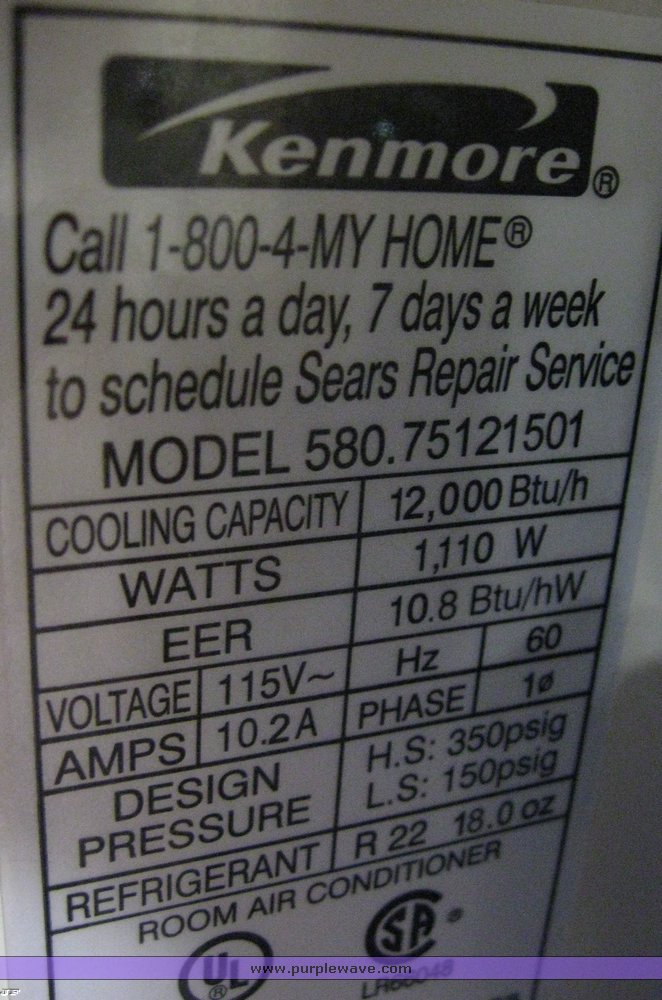 Kenmore®
Call 1-800-4-MY HOME®
24 hours a day, 7 days a week
to schedule Sears Repair Service
MODEL 580.75121501
COOLING CAPACITY 12,000 Btu/h
WATTS 1,110 W
EER 10.8 Btu/hW
VOLTAGE 115V~ Hz 60
AMPS 10.2A PHASE 1ø
DESIGN PRESSURE H.S: 350psig L.S: 150psig
REFRIGERANT R 22 18.0 oz
ROOM AIR CONDITIONER
UL ® SA ®
www.purplewave.com